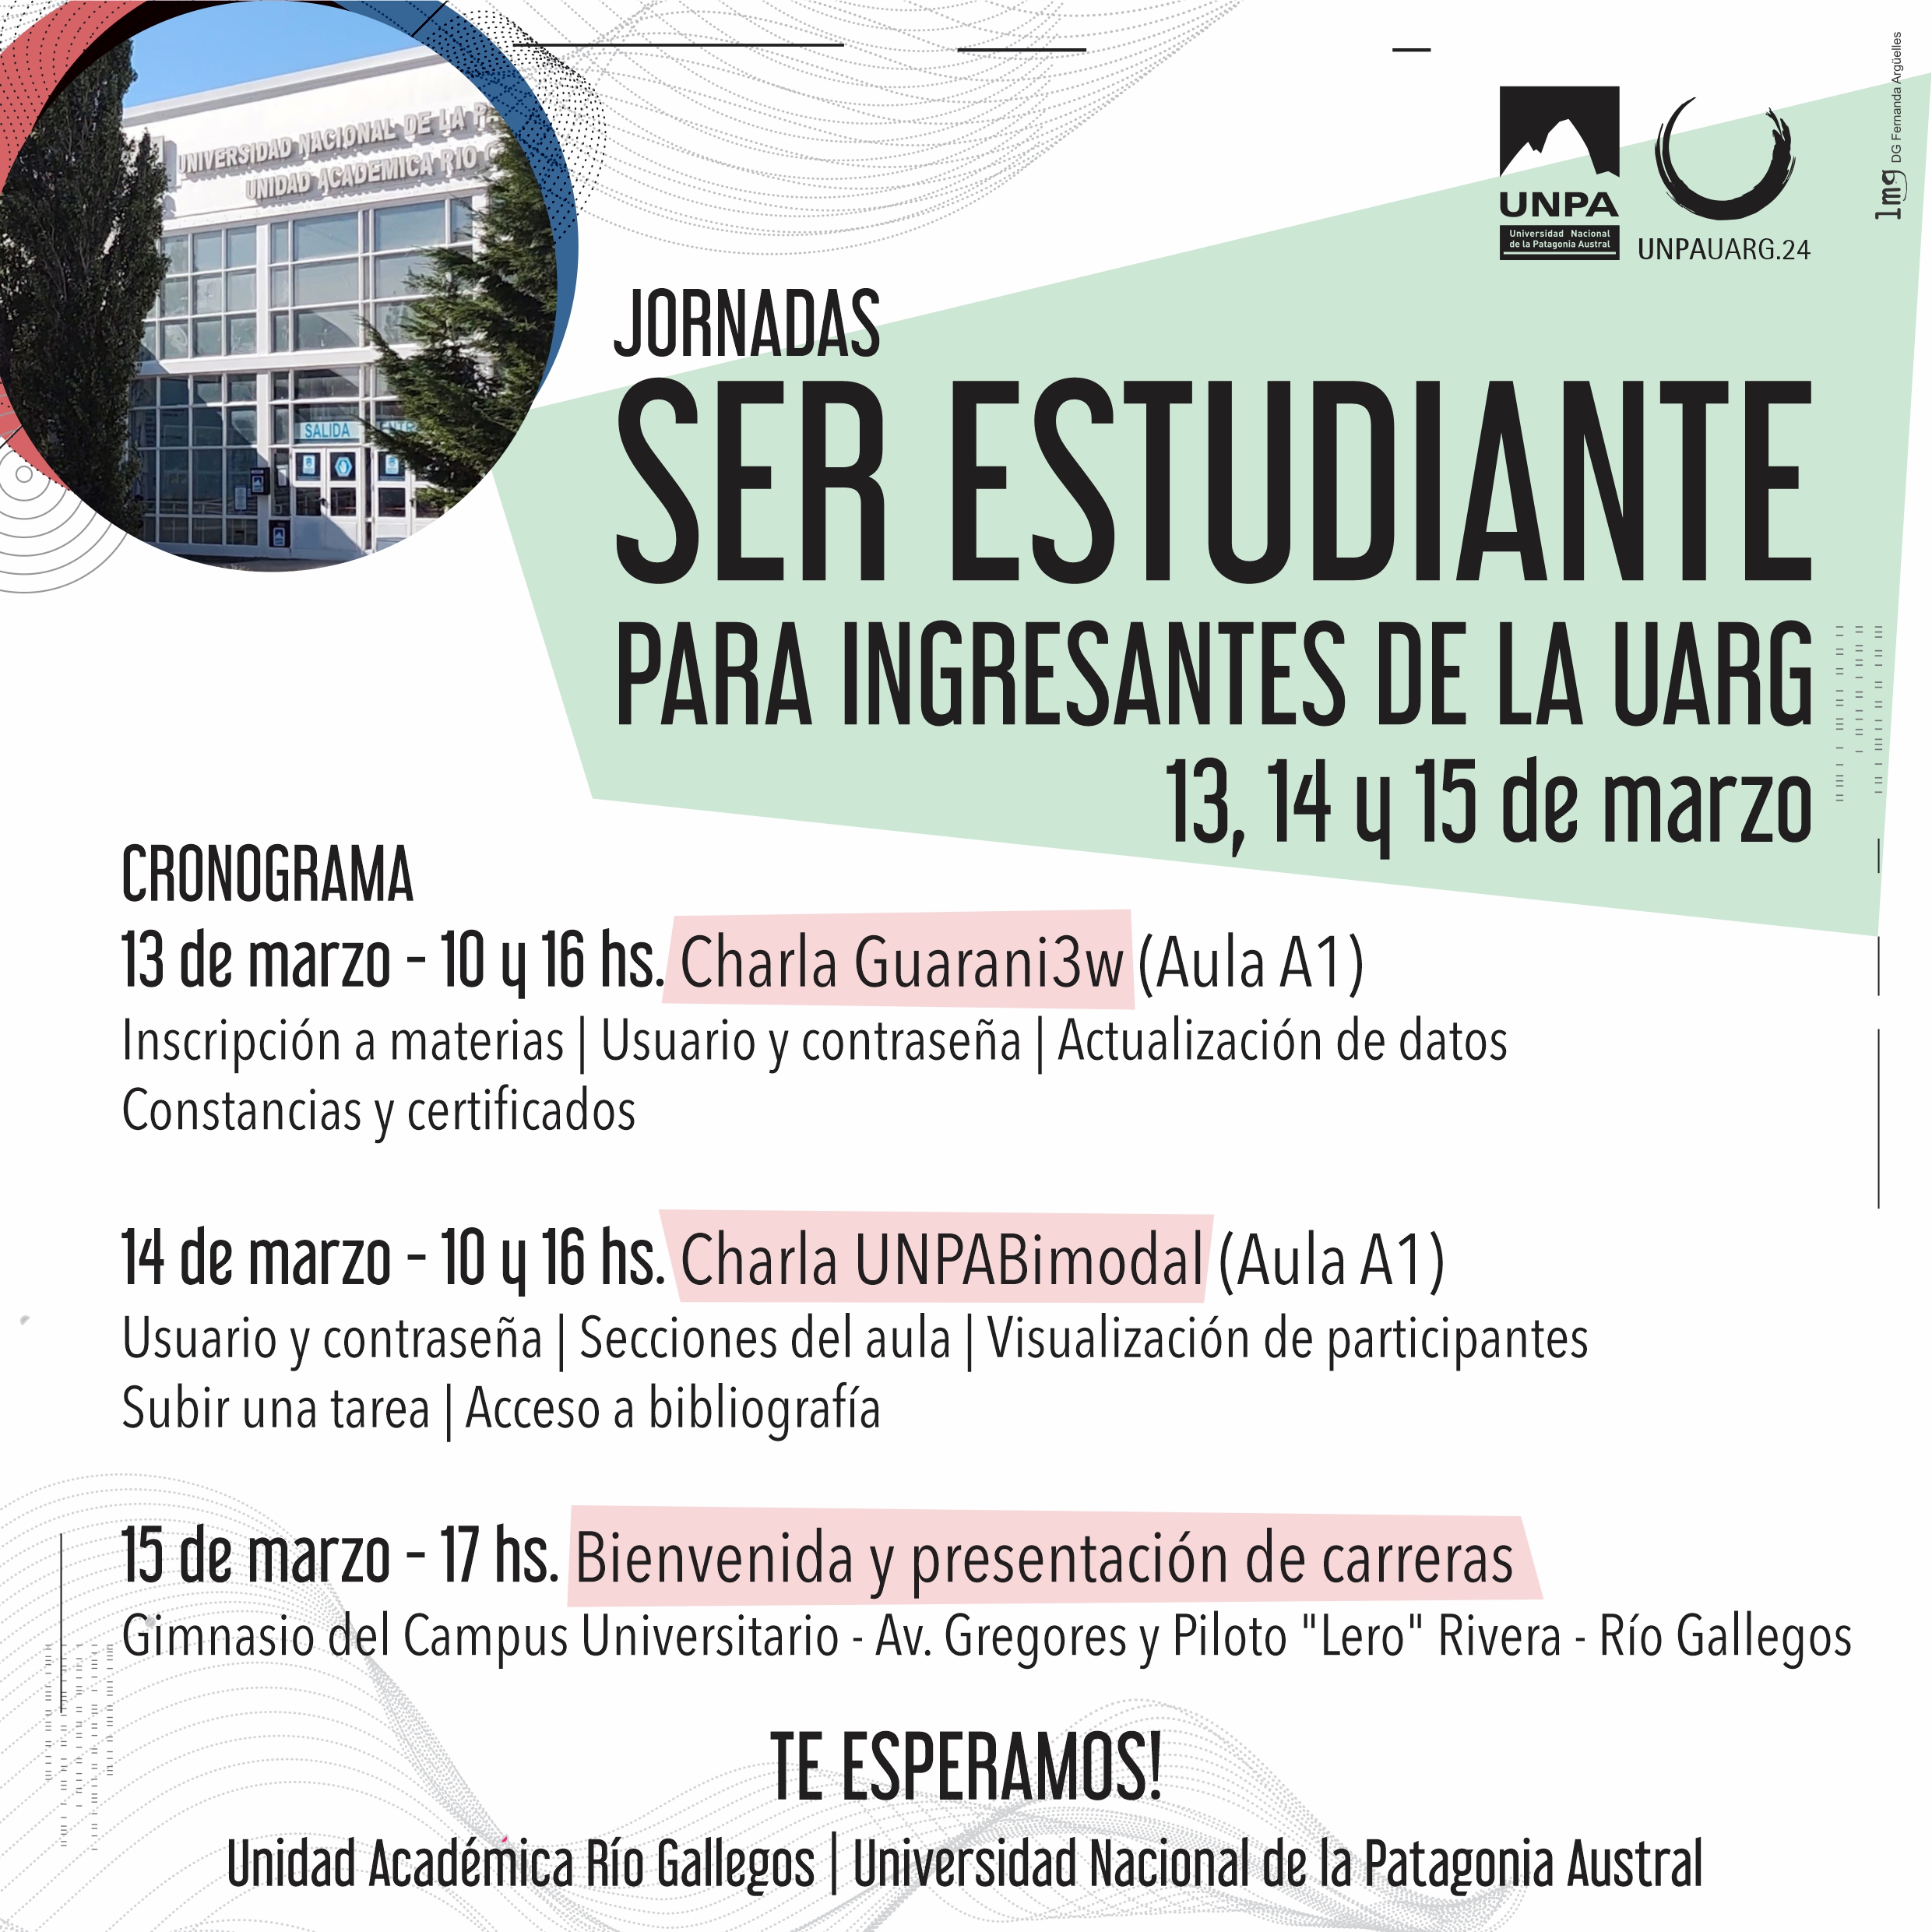 UNIVERSIDAD NACIONAL DE LA
UNIDAD ACADEMICA RIO
SALIDA
UNPA
Universidad Nacional
de la Patagonia Austral
UNPAUARG.24
img DG Fernanda Argüelles
JORNADAS
SER ESTUDIANTE
PARA INGRESANTES DE LA UARG
13, 14 y 15 de marzo
CRONOGRAMA
13 de marzo - 10 y 16 hs. Charla Guarani3w (Aula A1)
Inscripción a materias | Usuario y contraseña | Actualización de datos
Constancias y certificados
14 de marzo - 10 y 16 hs. Charla UNPABimodal (Aula A1)
Usuario y contraseña | Secciones del aula | Visualización de participantes
Subir una tarea | Acceso a bibliografía
15 de marzo - 17 hs. Bienvenida y presentación de carreras
Gimnasio del Campus Universitario - Av. Gregores y Piloto "Lero" Rivera - Río Gallegos
TE ESPERAMOS!
Unidad Académica Río Gallegos | Universidad Nacional de la Patagonia Austral